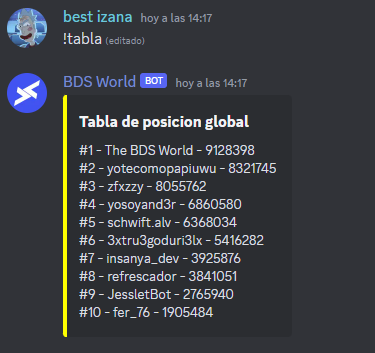 best izana hoy a las 14:17
!tabla (editado)
BDS World BOT hoy a las 14:17
Tabla de posicion global
#1 - The BDS World - 9128398
#2 - yotecomopapiuwu - 8321745
#3 - zfxzzy - 8055762
#4 - yosoyand3r - 6860580
#5 - schwift.alv - 6368034
#6 - 3xtru3goduri3lx - 5416282
#7 - insanya_dev - 3925876
#8 - refrescador - 3841051
#9 - JessletBot - 2765940
#10 - fer_76 - 1905484